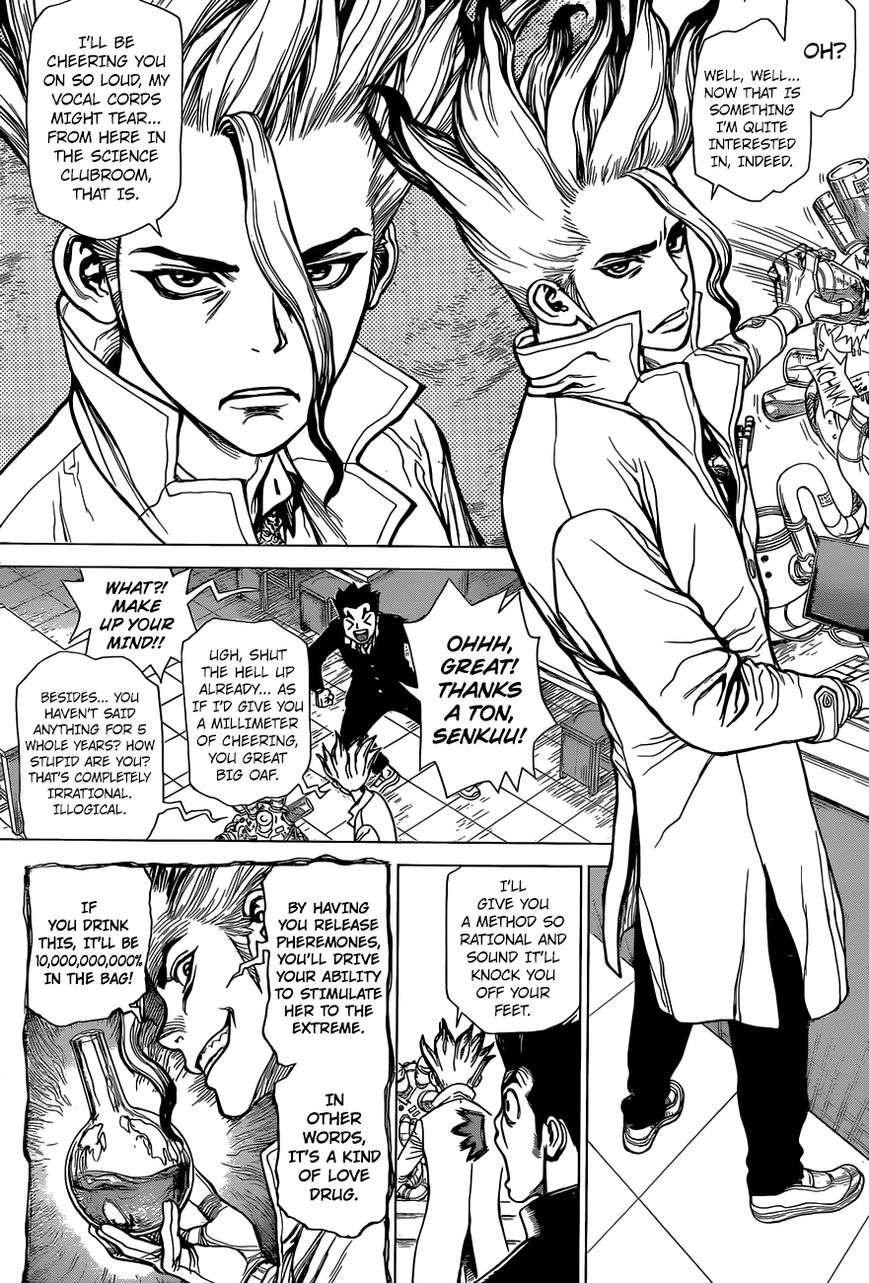 OH?
WELL, WELL...
NOW THAT IS
SOMETHING
I'M QUITE
INTERESTED
IN, INDEED.
I'LL BE
CHEERING YOU
ON SO LOUD, MY
VOCAL CORDS
MIGHT TEAR...
FROM HERE IN
THE SCIENCE
CLUBROOM,
THAT IS.
OHHH,
GREAT!
THANKS
A TON,
SENKUU!
UGH, SHUT
THE HELL UP
ALREADY... AS
IF I'D GIVE YOU
A MILLIMETER
OF CHEERING,
YOU GREAT
BIG OAF.
WHAT?!
MAKE
UP YOUR
MIND!!
BESIDES... YOU
HAVEN'T SAID
ANYTHING FOR 5
WHOLE YEARS? HOW
STUPID ARE YOU?
THAT'S COMPLETELY
IRRATIONAL.
ILLOGICAL.
I'LL
GIVE YOU
A METHOD SO
RATIONAL AND
SOUND IT'LL
KNOCK YOU
OFF YOUR
FEET.
BY HAVING
YOU RELEASE
PHEREMONES,
YOU'LL DRIVE
YOUR ABILITY
TO STIMULATE
HER TO THE
EXTREME.
IN
OTHER
WORDS,
IT'S A KIND
OF LOVE
DRUG.
IF
YOU DRINK
THIS, IT'LL BE
10,000,000,000%
IN THE BAG!